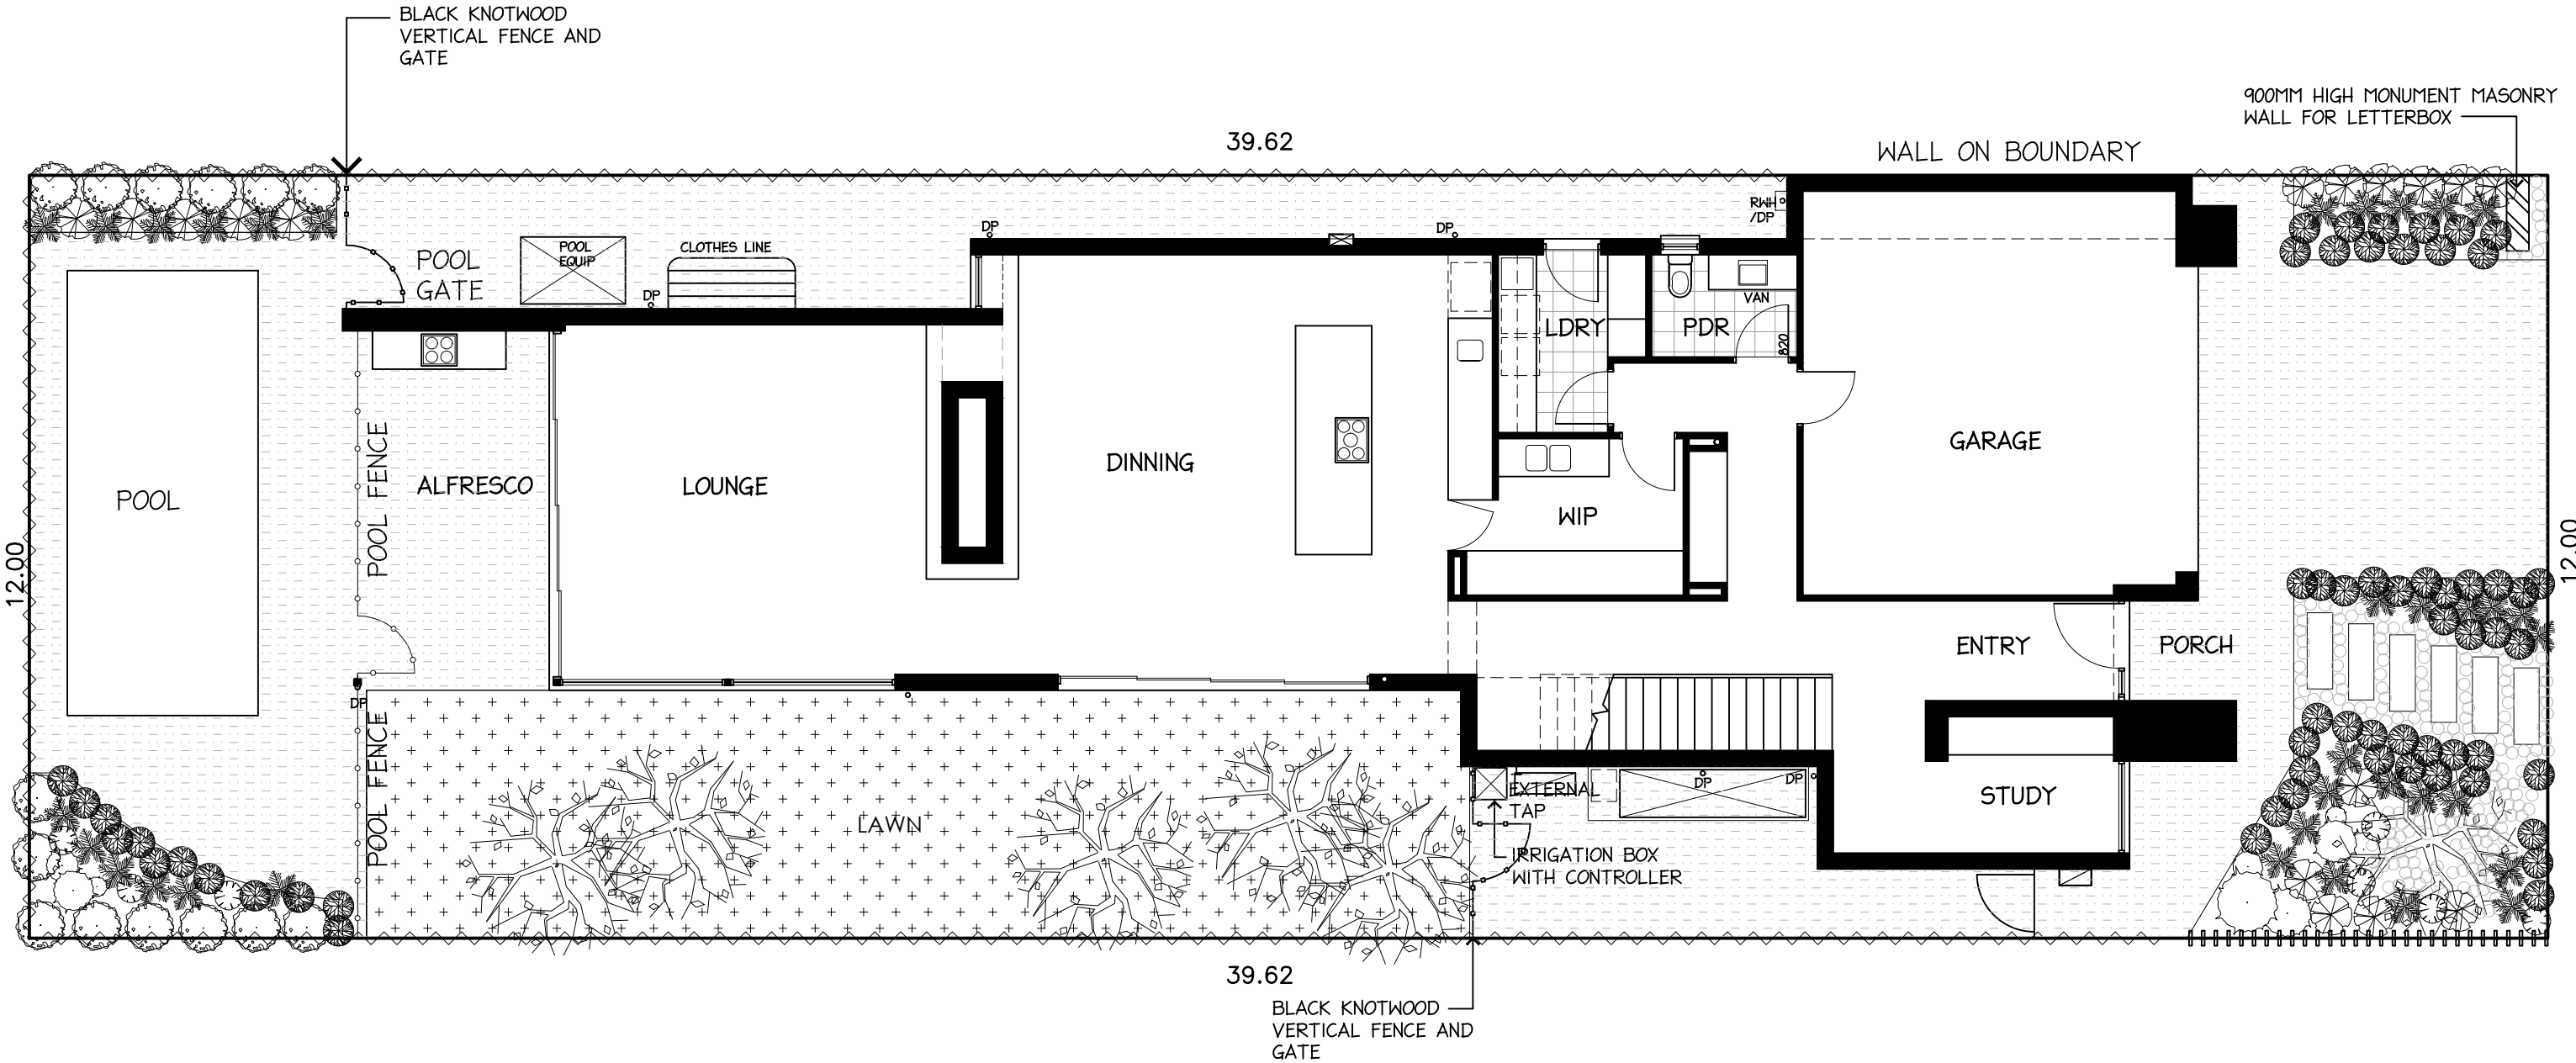 BLACK KNOTWOOD
VERTICAL FENCE AND
GATE
900MM HIGH MONUMENT MASONRY
WALL FOR LETTERBOX
39.62
WALL ON BOUNDARY
RWH
/DP
DP
DP
POOL
EQUIP
CLOTHES LINE
POOL
GATE
DP
VAN
LDRY
PDR
820
POOL FENCE
DINNING
GARAGE
POOL
ALFRESCO
LOUNGE
WIP
12.00
12.00
ENTRY
PORCH
DP
POOL FENCE
LAWN
EXTERNAL
TAP
DP
DP
STUDY
IRRIGATION BOX
WITH CONTROLLER
39.62
BLACK KNOTWOOD
VERTICAL FENCE AND
GATE